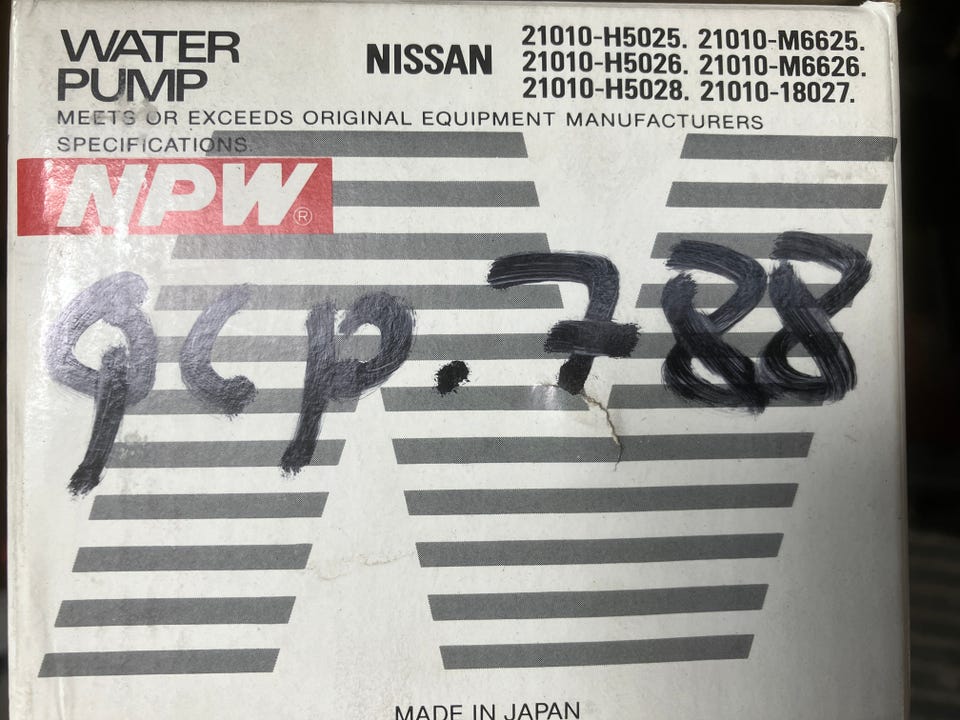 WATER PUMP
NISSAN
21010-H5025. 21010-M6625.
21010-H5026. 21010-M6626.
21010-H5028. 21010-18027.
MEETS OR EXCEEDS ORIGINAL EQUIPMENT MANUFACTURERS
SPECIFICATIONS.
NPW®
qcp.788
MADE IN JAPAN